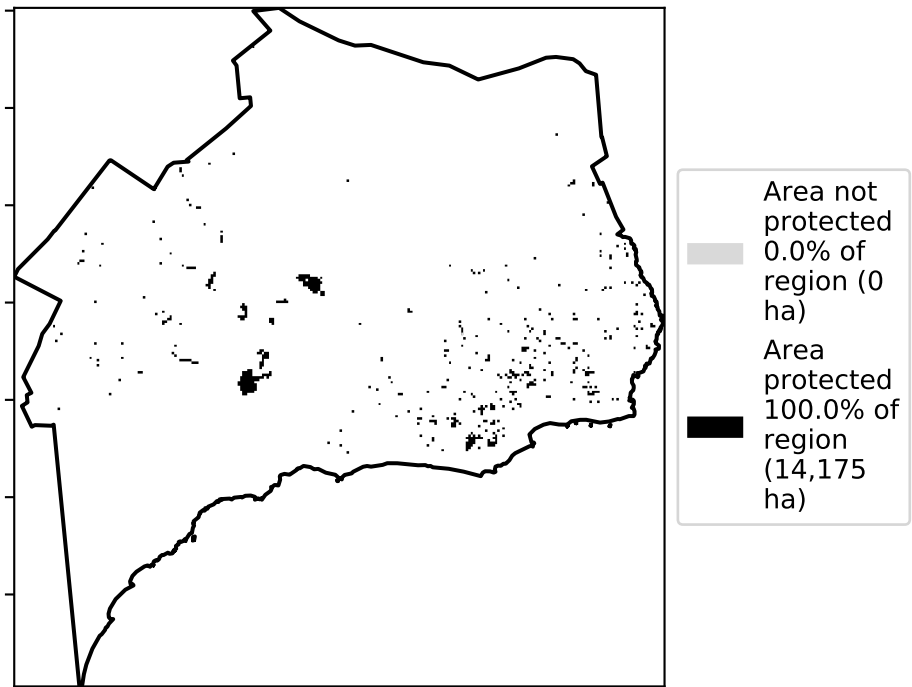 Area not
protected
0.0% of
region (0
ha)
Area
protected
100.0% of
region
(14,175
ha)